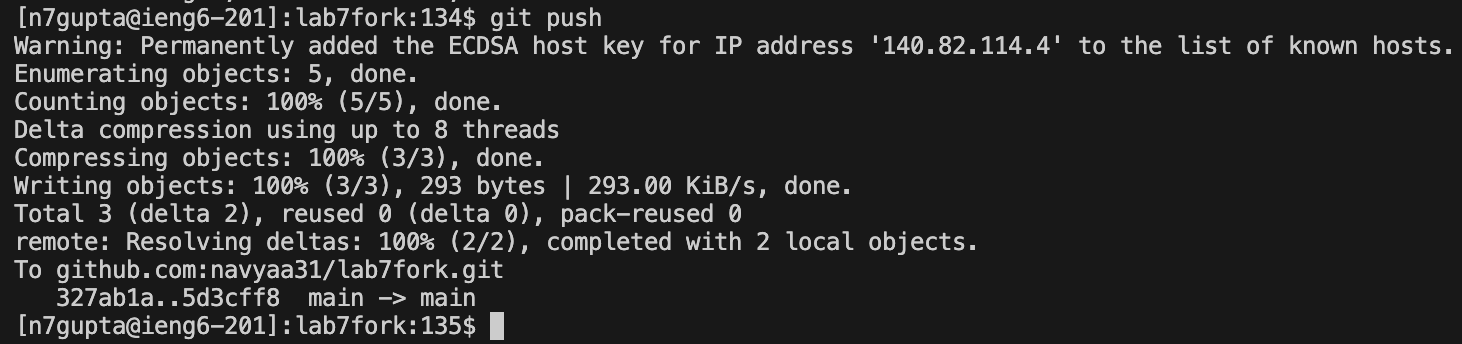 [n7gupta@ieng6-201]:lab7fork:134$ git push
Warning: Permanently added the ECDSA host key for IP address '140.82.114.4' to the list of known hosts.
Enumerating objects: 5, done.
Counting objects: 100% (5/5), done.
Delta compression using up to 8 threads
Compressing objects: 100% (3/3), done.
Writing objects: 100% (3/3), 293 bytes | 293.00 KiB/s, done.
Total 3 (delta 2), reused 0 (delta 0), pack-reused 0
remote: Resolving deltas: 100% (2/2), completed with 2 local objects.
To github.com:navyaa31/lab7fork.git
   327ab1a..5d3cff8  main -> main
[n7gupta@ieng6-201]:lab7fork:135$